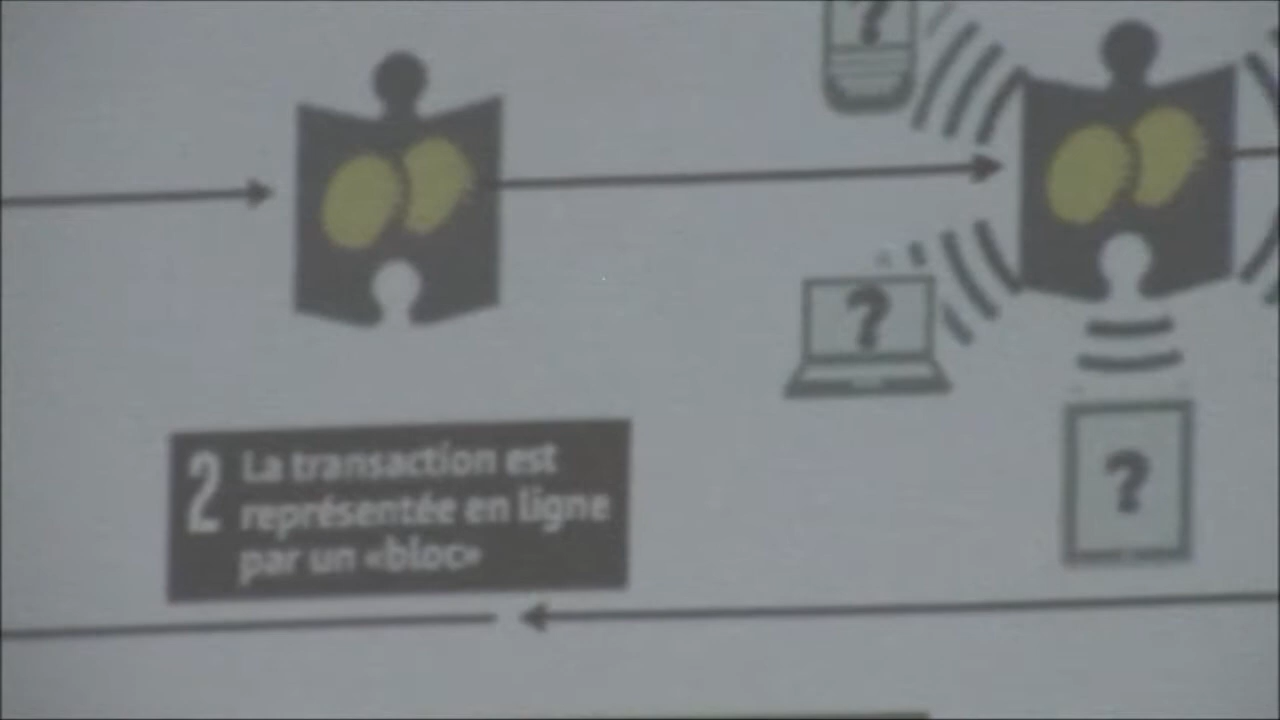 ?
?
?
2 La transaction est
représentée en ligne
par un «bloc»